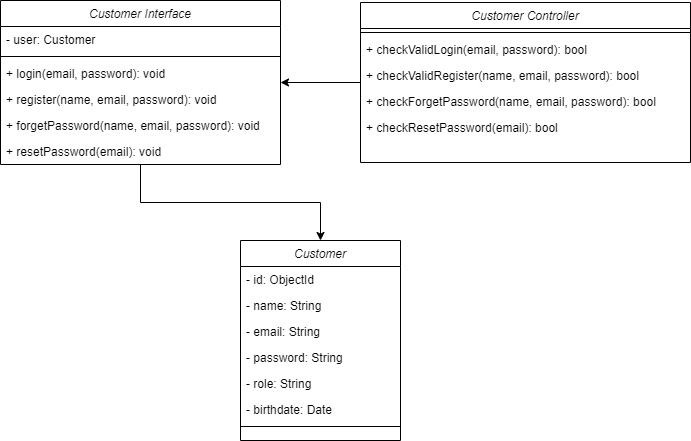 Customer Interface
- user: Customer
+ login(email, password): void
+ register(name, email, password): void
+ forgetPassword(name, email, password): void
+ resetPassword(email): void
Customer Controller
+ checkValidLogin(email, password): bool
+ checkValidRegister(name, email, password): bool
+ checkForgetPassword(name, email, password): bool
+ checkResetPassword(email): bool
Customer
- id: ObjectId
- name: String
- email: String
- password: String
- role: String
- birthdate: Date